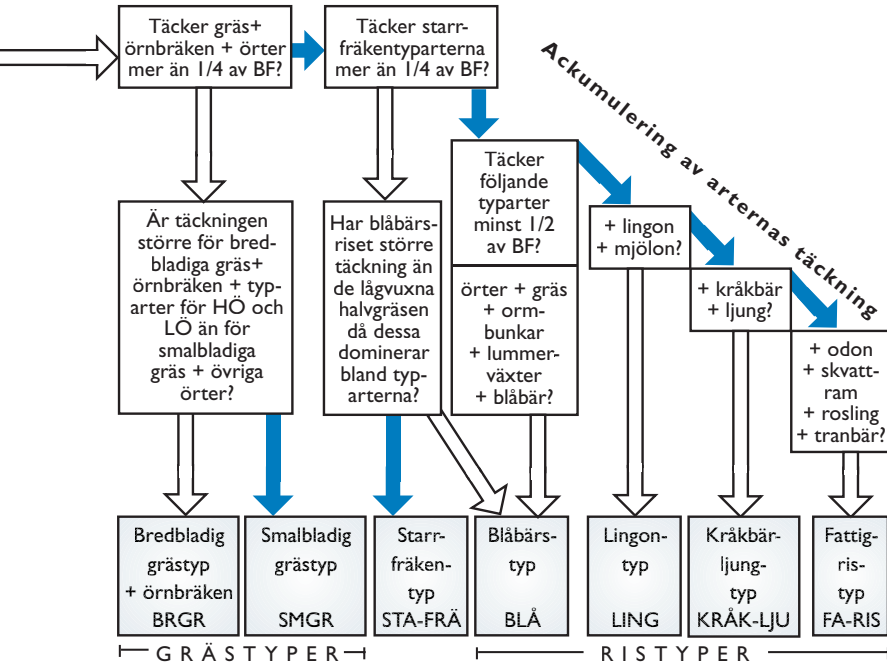 Täcker gräs+
örnbräken + örter
mer än 1/4 av BF?
Täcker starr-
fräkentyparterna
mer än 1/4 av BF?
Ackumulering av arternas täckning
Täcker
följande
typarter
minst 1/2
av BF?
örter + gräs
+ orm-
bunkar
+ lummer-
växter
+ blåbär?
+ lingon
+ mjölon?
+ kråkbär
+ ljung?
+ odon
+ skvatt-
ram
+ rosling
+ tranbär?
Är täckningen
större för bred-
bladiga gräs+
örnbräken + typ-
arter för HÖ och
LÖ än för
smalbladiga
gräs + övriga
örter?
Har blåbärs-
riset större
täckning än
de lågvuxna
halvgräsen
då dessa
dominerar
bland typ-
arterna?
Bredbladig
grästyp
+ örnbräken
BRGR
Smalbladig
grästyp
SMGR
Starr-
fräken-
typ
STA-FRÄ
Blåbärs-
typ
BLÅ
Lingon-
typ
LING
Kråkbär-
ljung-
typ
KRÅK-LJU
Fattig-
ris-
typ
FA-RIS
GRÄSTYPER
RISTYPER